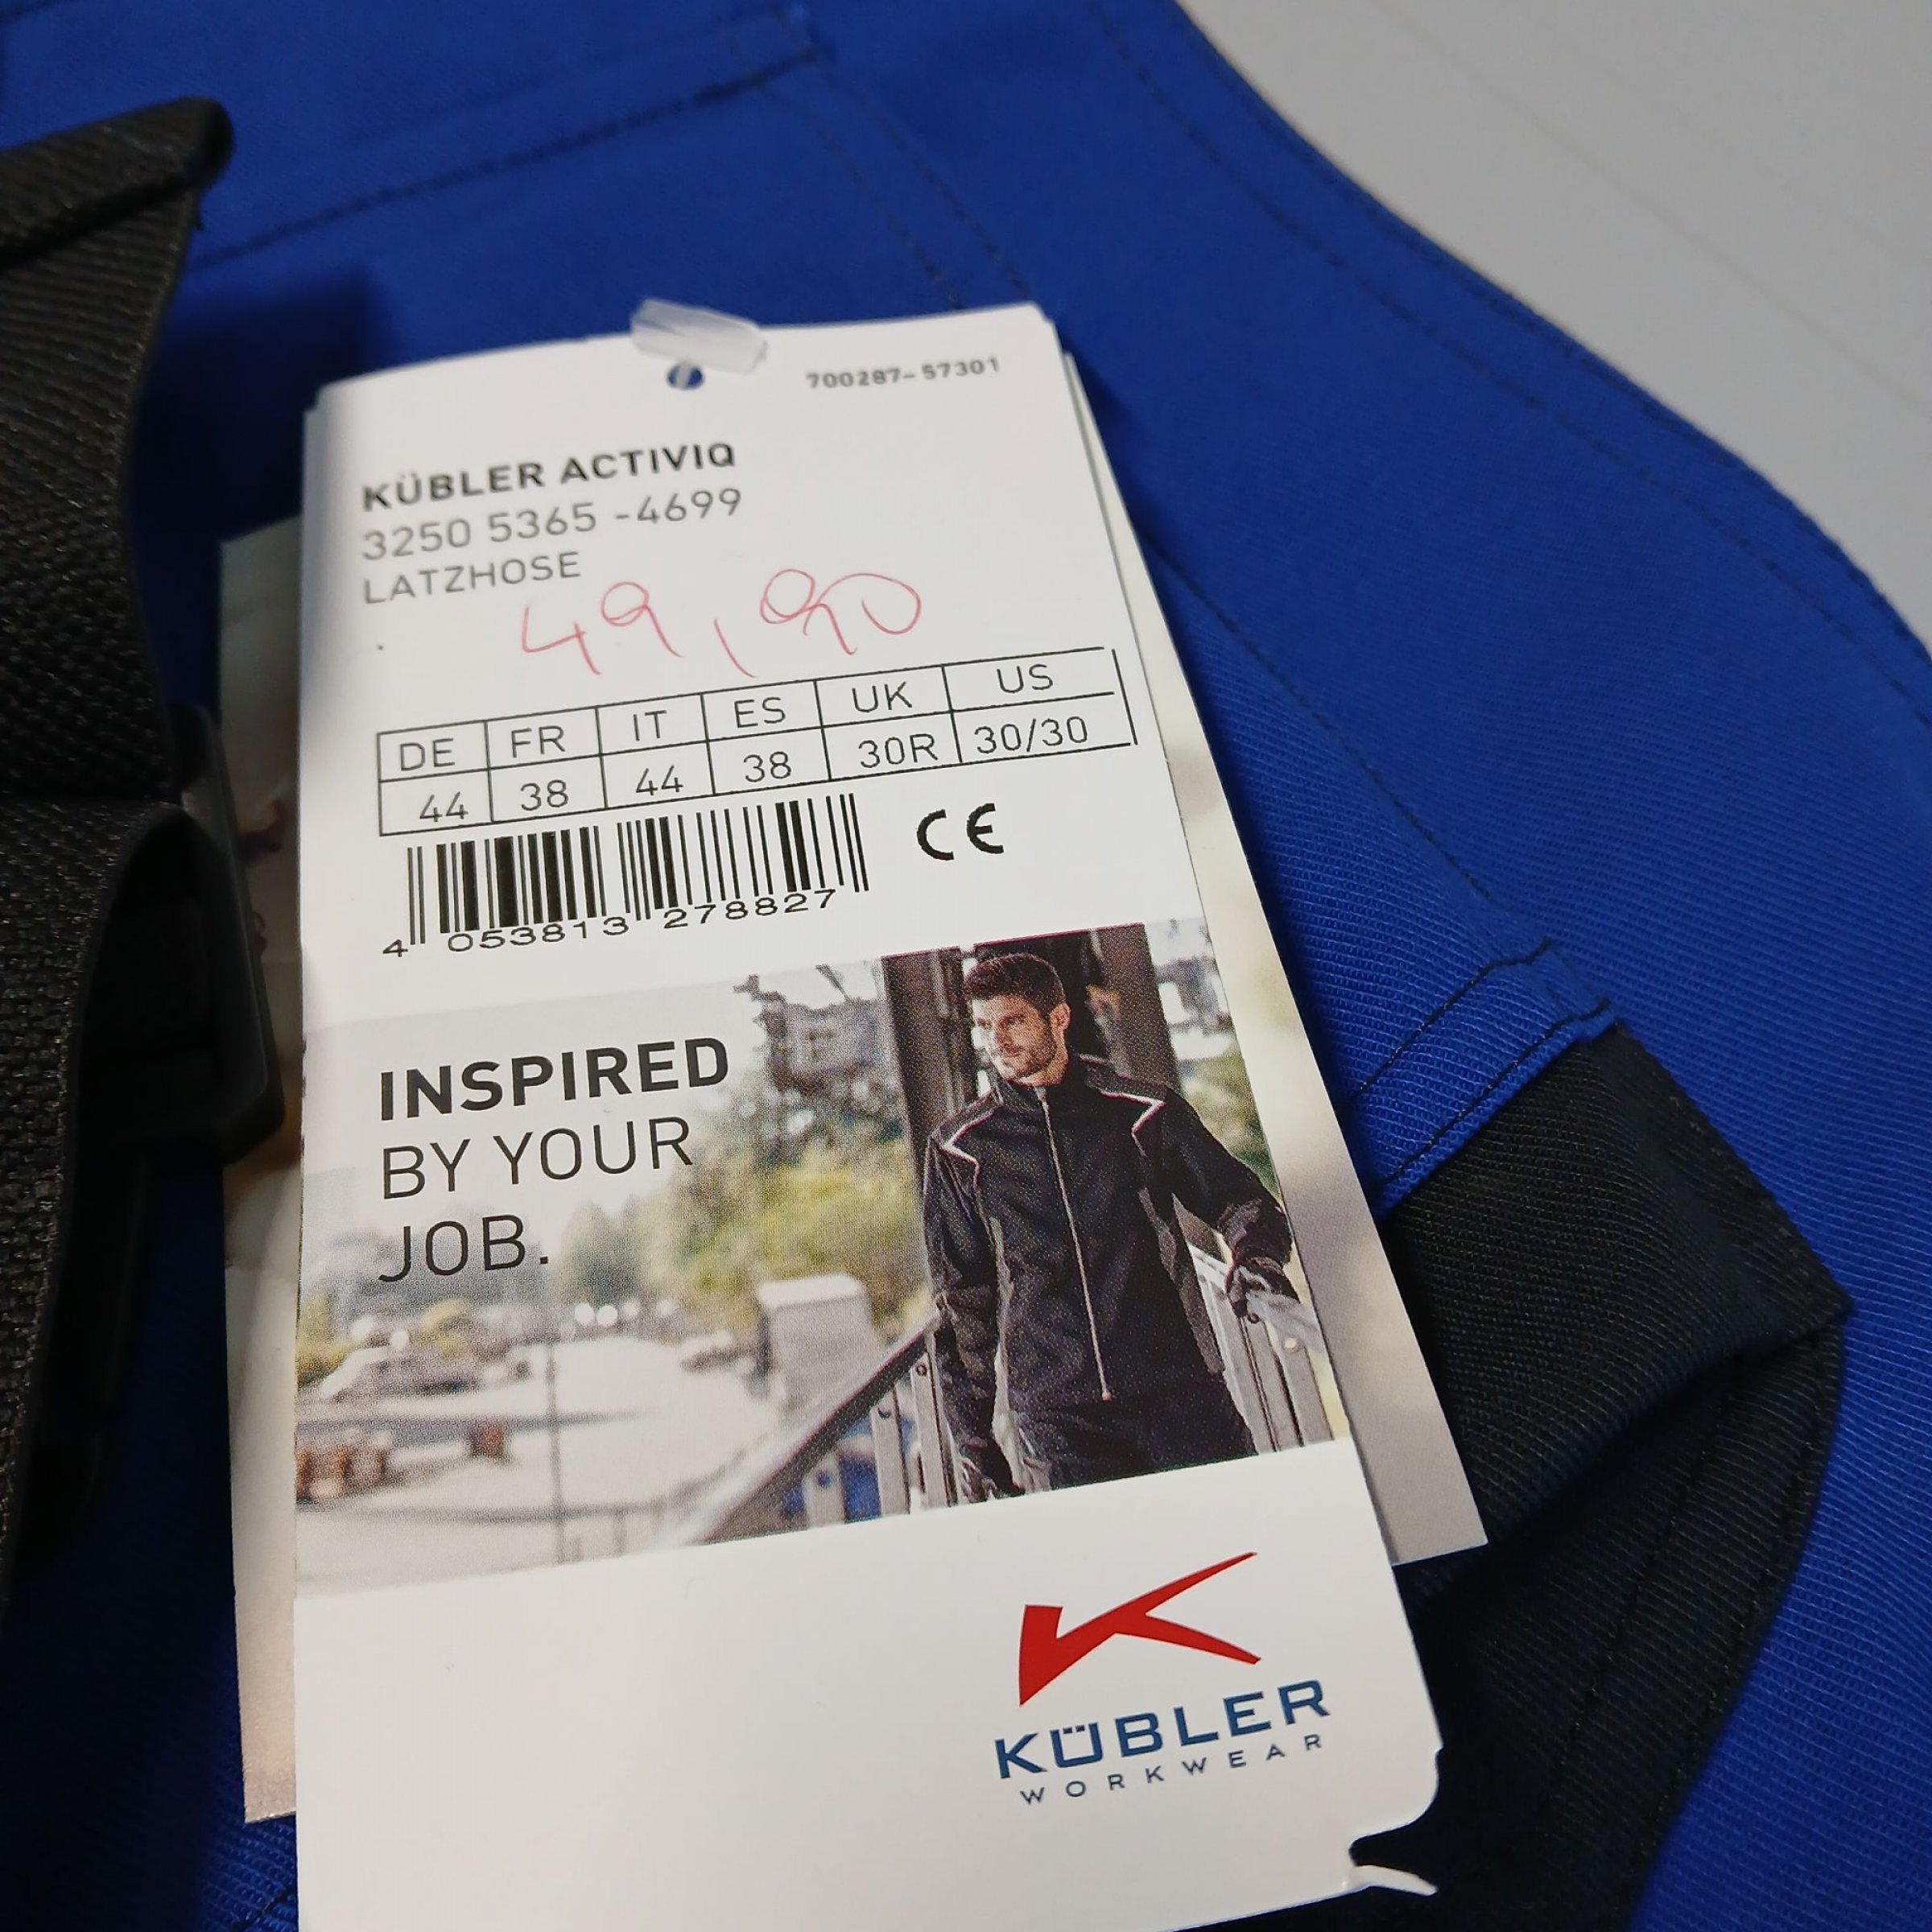 700287-57301
KÜBLER ACTIVIQ
3250 5365 -4699
LATZHOSE
49,90
DE FR IT ES UK US
44 38 44 38 30R 30/30
CE
4 053813 278827
INSPIRED
BY YOUR
JOB.
KÜBLER
WORKWEAR